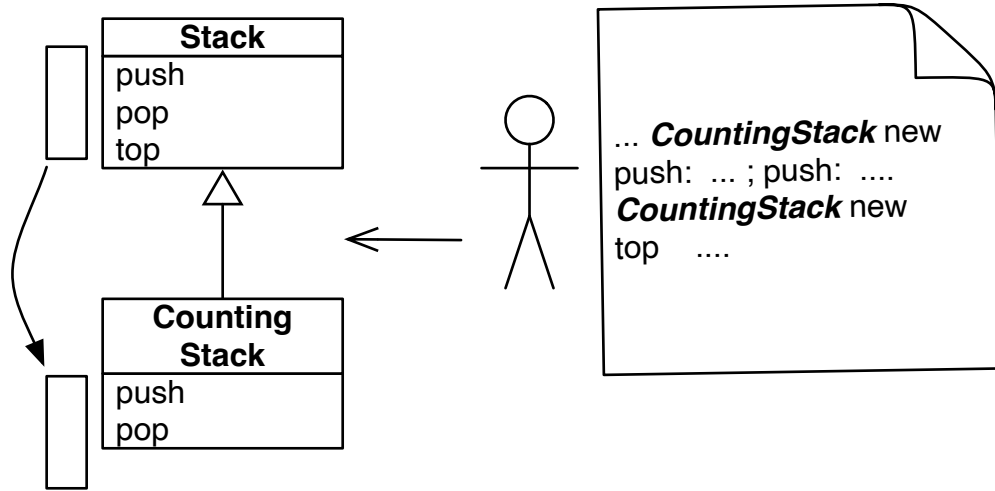 Stack
push
pop
top
Counting
Stack
push
pop
... CountingStack new
push:  ... ; push:  ....
CountingStack new
top    ....